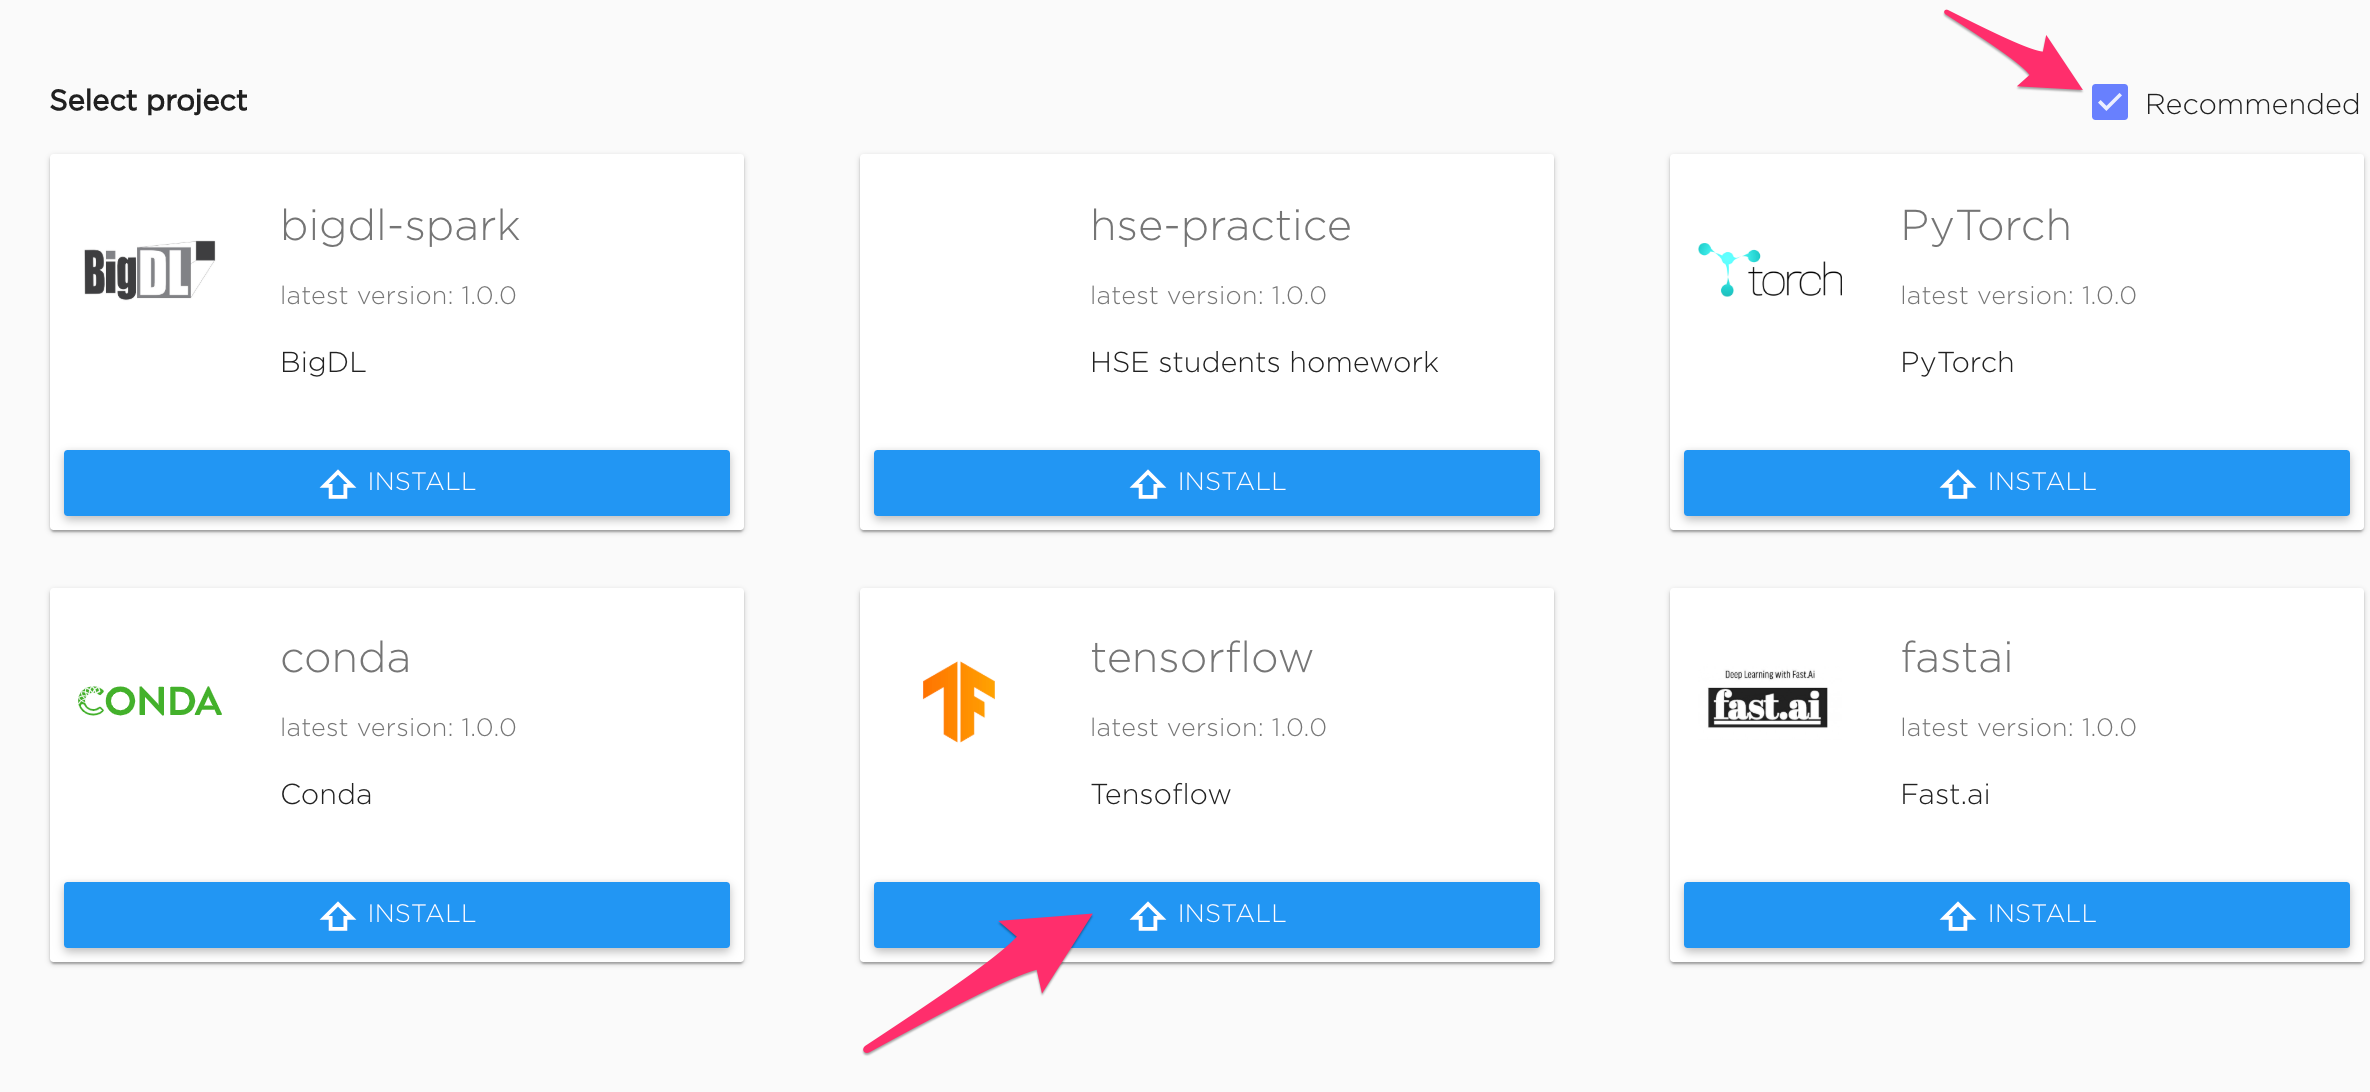 Select project
Recommended
BigDL
bigdl-spark
latest version: 1.0.0
BigDL
INSTALL
hse-practice
latest version: 1.0.0
HSE students homework
INSTALL
torch
PyTorch
latest version: 1.0.0
PyTorch
INSTALL
CONDA
conda
latest version: 1.0.0
Conda
INSTALL
TF
tensorflow
latest version: 1.0.0
Tensoflow
INSTALL
Deep Learning with Fast.Ai
fast.ai
fastai
latest version: 1.0.0
Fast.ai
INSTALL